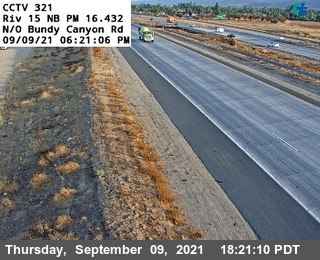 CCTV 321
Riv 15 NB PM 16.432
N/O Bundy Canyon Rd
09/09/21 06:21:06 PM
Thursday, September 09, 2021 18:21:10 PDT